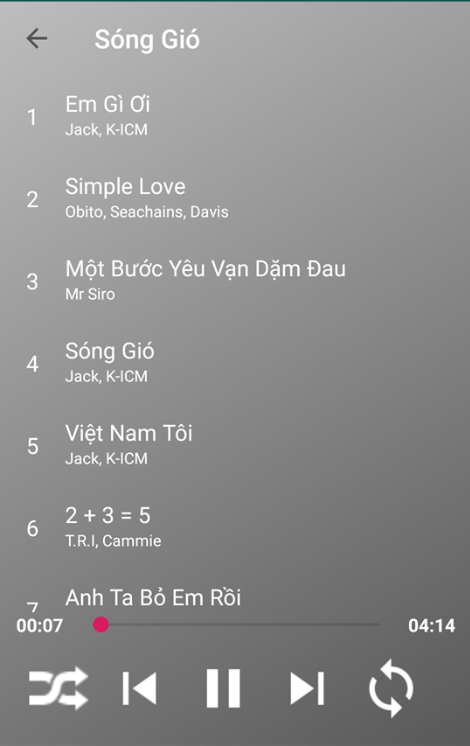 Sóng Gió
1
Em Gì Ơi
Jack, K-ICM
2
Simple Love
Obito, Seachains, Davis
3
Một Bước Yêu Vạn Dặm Đau
Mr Siro
4
Sóng Gió
Jack, K-ICM
5
Việt Nam Tôi
Jack, K-ICM
6
2 + 3 = 5
T.R.I, Cammie
7
Anh Ta Bỏ Em Rồi
00:07
04:14